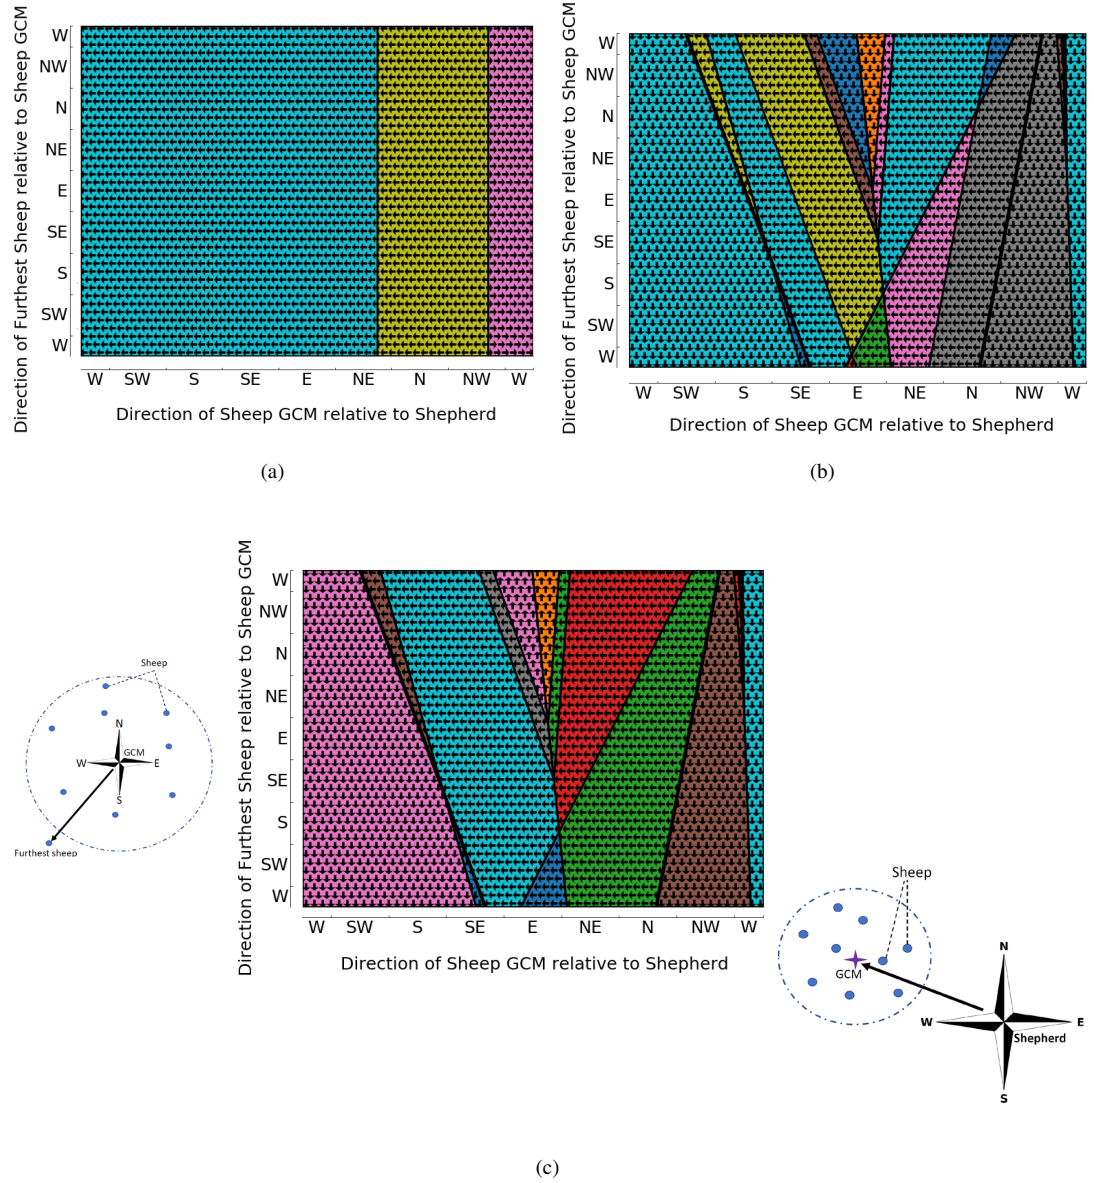 Direction of Furthest Sheep relative to Sheep GCM
W
NW
N
NE
E
SE
S
SW
W
W SW S SE E NE N NW W
Direction of Sheep GCM relative to Shepherd
(a)
Direction of Furthest Sheep relative to Sheep GCM
W
NW
N
NE
E
SE
S
SW
W
W SW S SE E NE N NW W
Direction of Sheep GCM relative to Shepherd
(b)
Sheep
N
GCM
W E
S
Furthest sheep
Direction of Furthest Sheep relative to Sheep GCM
W
NW
N
NE
E
SE
S
SW
W
W SW S SE E NE N NW W
Direction of Sheep GCM relative to Shepherd
Sheep
GCM
N
W E
Shepherd
S
(c)